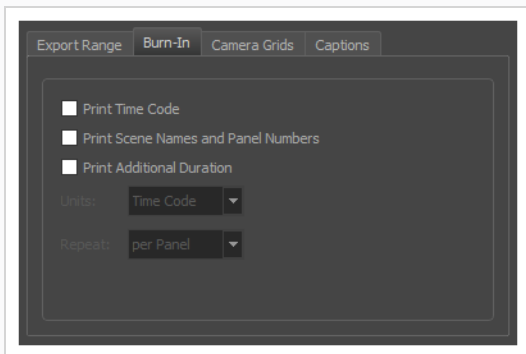 Export Range Burn-In Camera Grids Captions
Print Time Code
Print Scene Names and Panel Numbers
Print Additional Duration
Units: Time Code
Repeat: per Panel